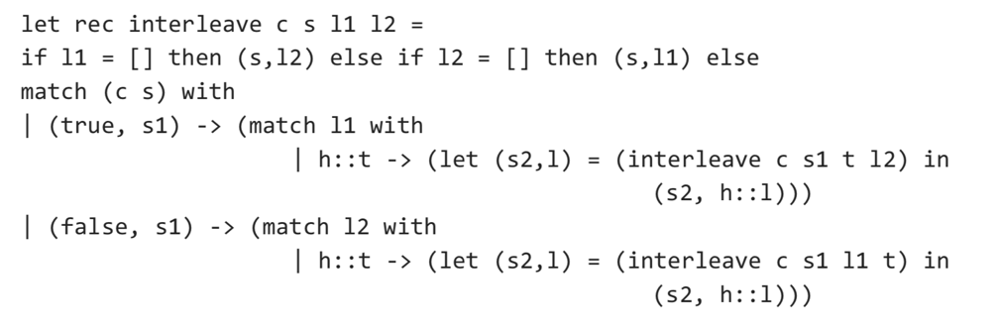 let rec interleave c s l1 l2 =
if l1 = [] then (s,l2) else if l2 = [] then (s,l1) else
match (c s) with
| (true, s1) -> (match l1 with
                    | h::t -> (let (s2,l) = (interleave c s1 t l2) in
                                              (s2, h::l)))
| (false, s1) -> (match l2 with
                    | h::t -> (let (s2,l) = (interleave c s1 l1 t) in
                                              (s2, h::l)))